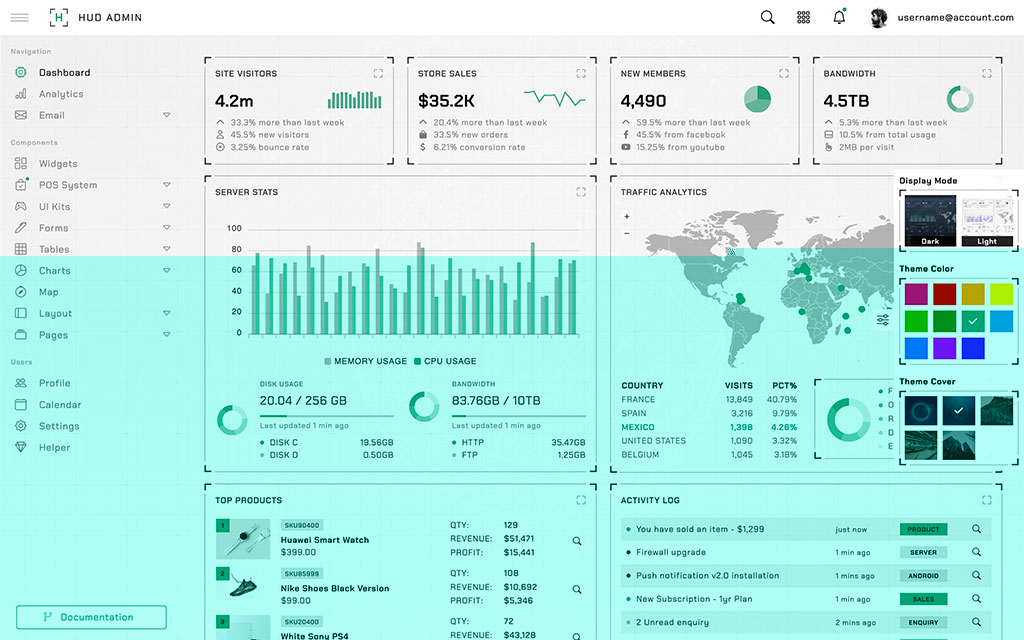 HUD ADMIN
username@account.com
Navigation
Dashboard
Analytics
Email
Components
Widgets
POS System
UI Kits
Forms
Tables
Charts
Map
Layout
Pages
Users
Profile
Calendar
Settings
Helper
Documentation
SITE VISITORS
4.2m
33.3% more than last week
45.5% new visitors
3.25% bounce rate
STORE SALES
$35.2K
20.4% more than last week
33.5% new orders
6.21% conversion rate
NEW MEMBERS
4,490
59.5% more than last week
45.5% from facebook
15.25% from youtube
BANDWIDTH
4.5TB
5.3% more than last week
10.5% from total usage
2MB per visit
SERVER STATS
100
80
60
40
20
0
MEMORY USAGE CPU USAGE
DISK USAGE
20.04 / 256 GB
Last updated 1 min ago
DISK C 19.56GB
DISK D 0.50GB
BANDWIDTH
83.76GB / 10TB
Last updated 1 min ago
HTTP 35.47GB
FTP 1.25GB
TRAFFIC ANALYTICS
+
−
COUNTRY VISITS PCT%
FRANCE 13,849 40.79%
SPAIN 3,216 9.79%
MEXICO 1,398 4.26%
UNITED STATES 1,090 3.32%
BELGIUM 1,045 3.18%
F
O
R
D
E
Display Mode
Dark Light
Theme Color
Theme Cover
TOP PRODUCTS
1
SKU90400
Huawei Smart Watch
$399.00
QTY: 129
REVENUE: $51,471
PROFIT: $15,441
2
SKU85999
Nike Shoes Black Version
$99.00
QTY: 108
REVENUE: $10,692
PROFIT: $5,346
3
SKU20400
White Sony PS4
QTY: 72
REVENUE: $43,128
ACTIVITY LOG
You have sold an item - $1,299 just now PRODUCT
Firewall upgrade 1 min ago SERVER
Push notification v2.0 installation 1 mins ago ANDROID
New Subscription - 1yr Plan 1 min ago SALES
2 Unread enquiry 2 mins ago ENQUIRY